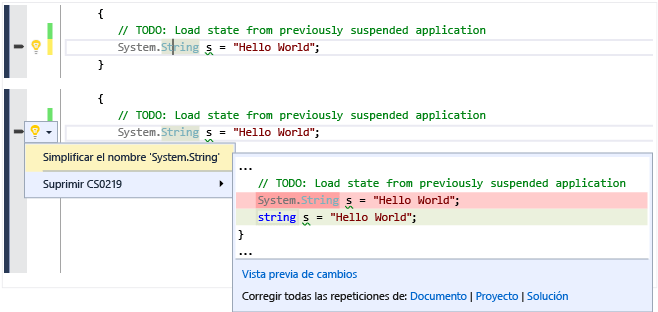 {
// TODO: Load state from previously suspended application
System.String s = "Hello World";
}
{
// TODO: Load state from previously suspended application
System.String s = "Hello World";
Simplificar el nombre 'System.String'
Suprimir CS0219
...
// TODO: Load state from previously suspended application
System.String s = "Hello World";
string s = "Hello World";
}
...
Vista previa de cambios
Corregir todas las repeticiones de: Documento | Proyecto | Solución